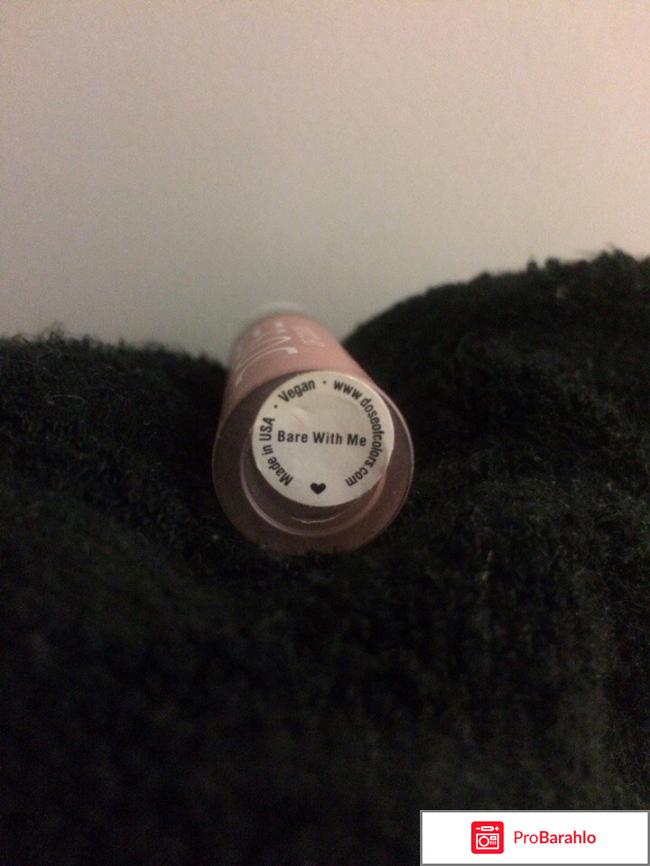 Made in USA • Vegan • www.doseofcolors.com
Bare With Me
ProBarahlo